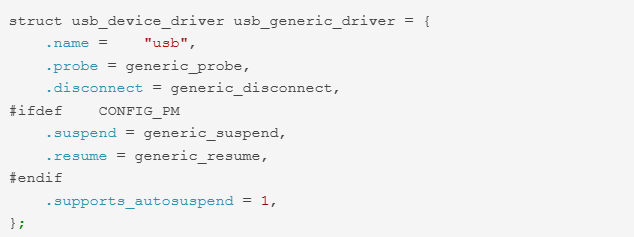 struct usb_device_driver usb_generic_driver = {
    .name =    "usb",
    .probe = generic_probe,
    .disconnect = generic_disconnect,
#ifdef    CONFIG_PM
    .suspend = generic_suspend,
    .resume = generic_resume,
#endif
    .supports_autosuspend = 1,
};